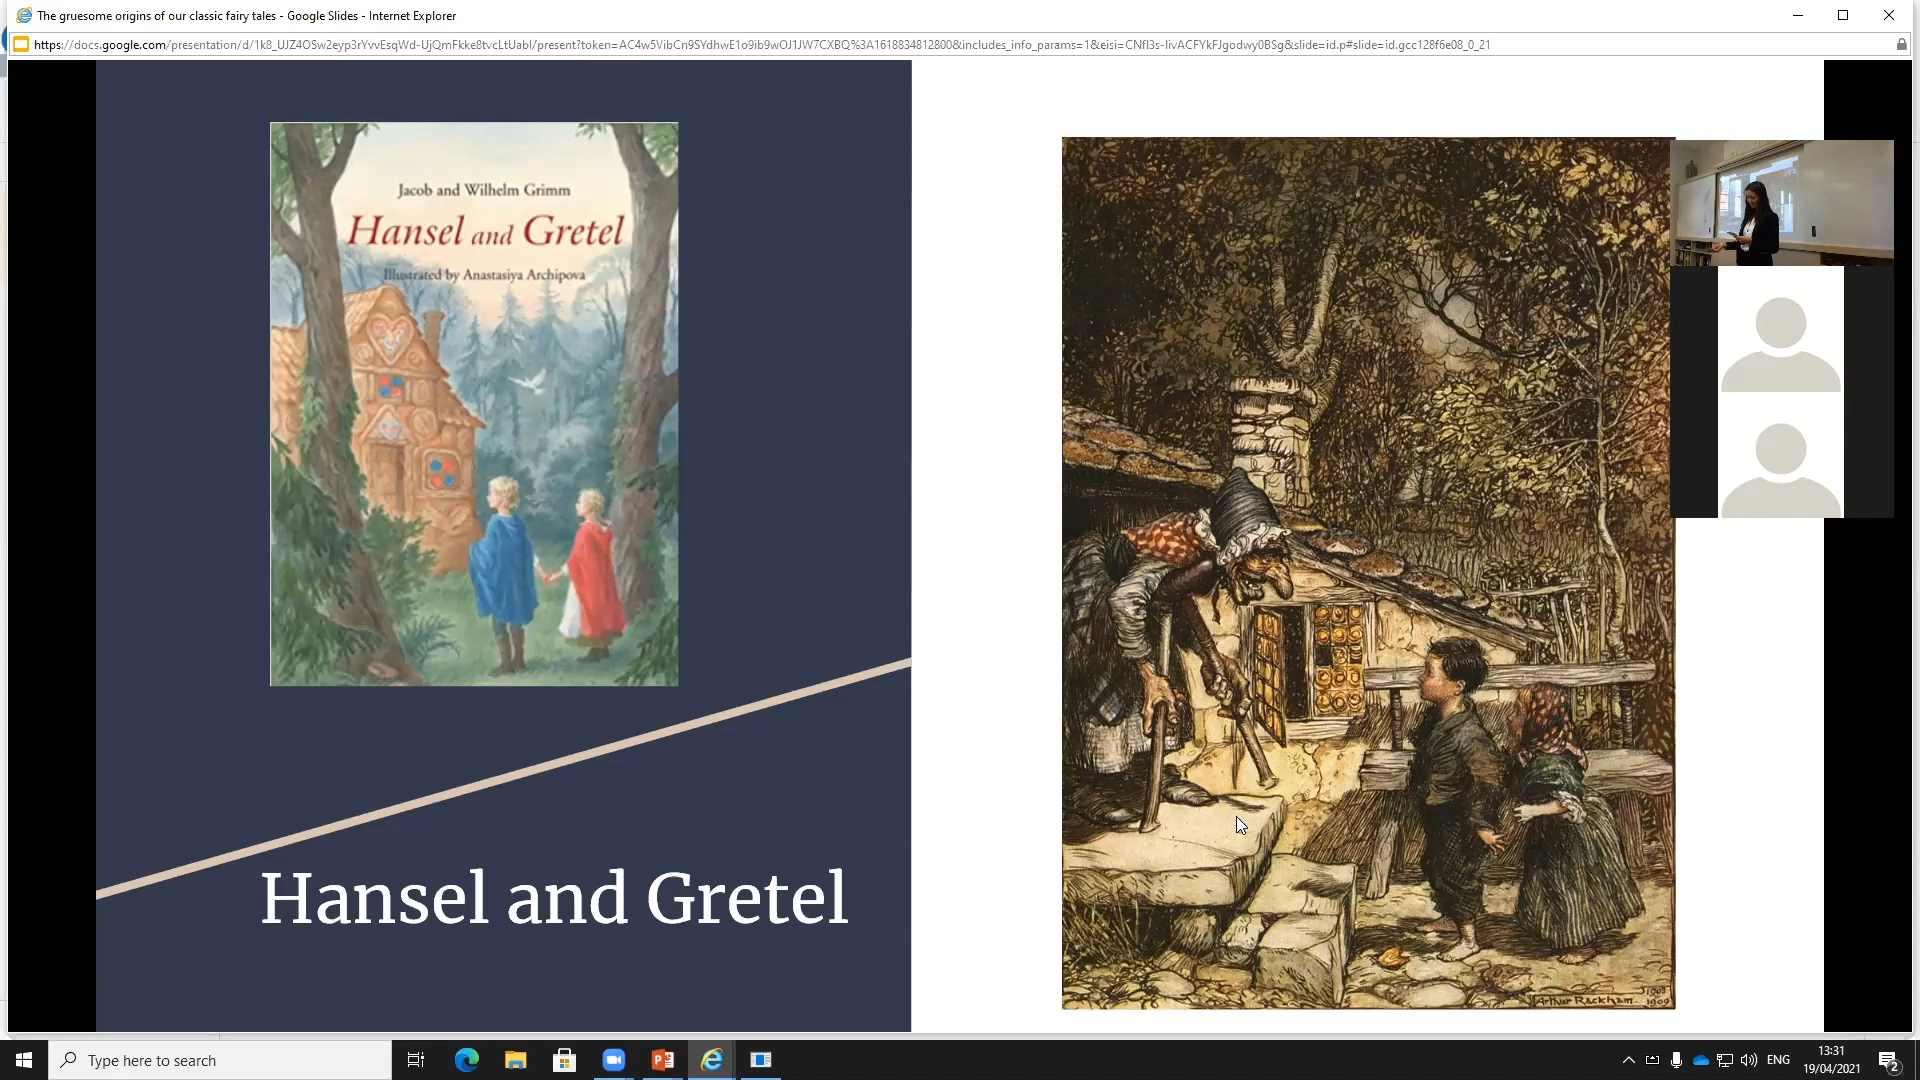 The gruesome origins of our classic fairy tales - Google Slides - Internet Explorer
https://docs.google.com/presentation/d/1k8_UJZ4OSw2eyp3rYvvEsqWd-UjQmFkke8tvcLtUabI/present?token=AC4w5VibCn9SYdhwE1o9ib9wOJ1JW7CXBQ%3A1618834812800&includes_info_params=1&eisi=CNfI3s-IivACFYkFJgodwy0BSg&slide=id.p#slide=id.gcc128f6e08_0_21
Jacob and Wilhelm Grimm
Hansel and Gretel
Illustrated by Anastasiya Archipova
Hansel and Gretel
Arthur Rackham
1909
Type here to search
ENG
13:31
19/04/2021
2